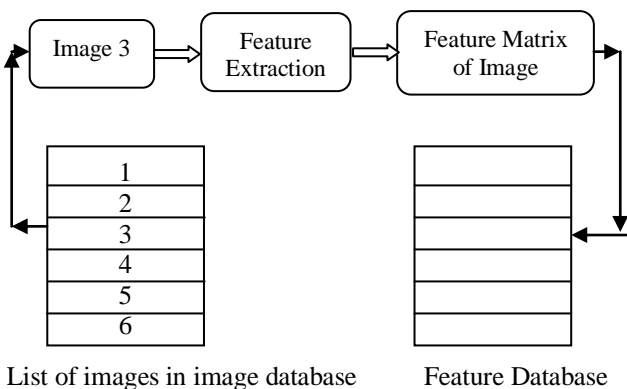 Image 3
Feature
Extraction
Feature Matrix
of Image
1
2
3
4
5
6
List of images in image database
Feature Database